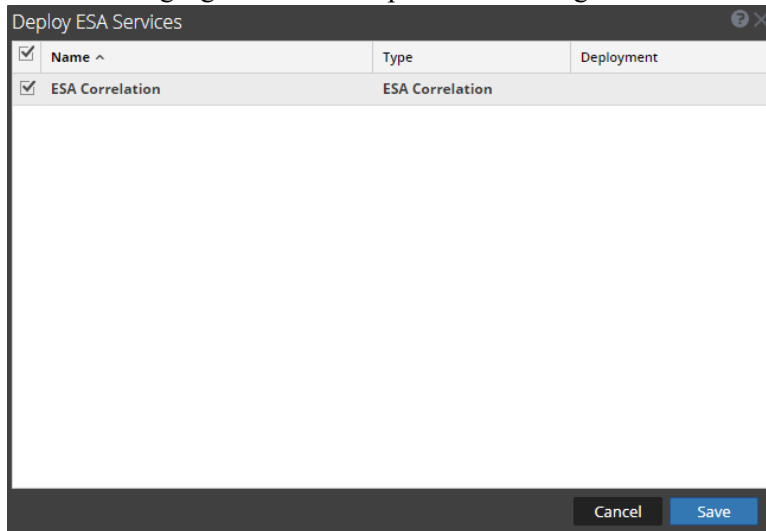 Deploy ESA Services
Name Type Deployment
ESA Correlation ESA Correlation
Cancel Save